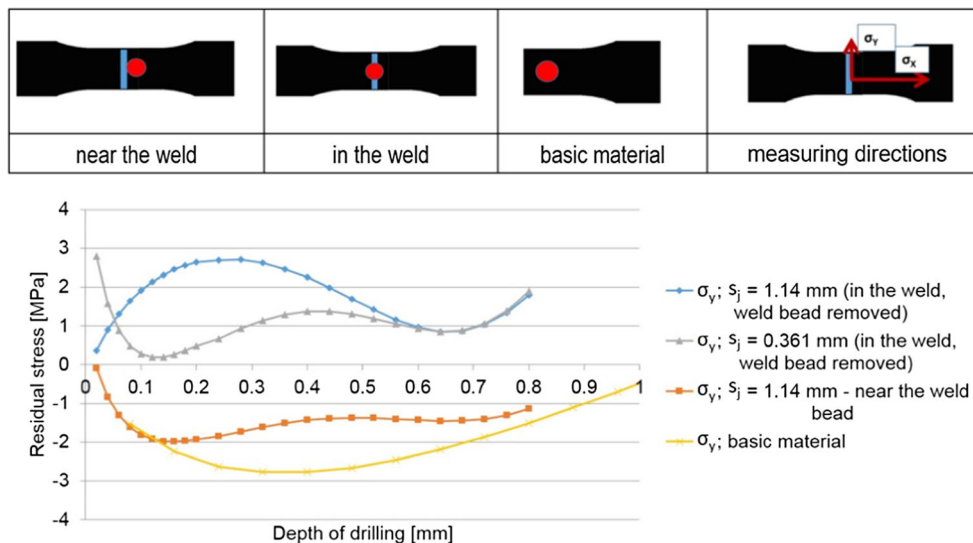 σY
σY
σX
near the weld
in the weld
basic material
measuring directions
4
3
2
1
0
-1
-2
-3
-4
0
0.1
0.2
0.3
0.4
0.5
0.6
0.7
0.8
0.9
1
Residual stress [MPa]
Depth of drilling [mm]
σy; sj = 1.14 mm (in the weld,
weld bead removed)
σy; sj = 0.361 mm (in the weld,
weld bead removed)
σy; sj = 1.14 mm - near the weld
bead
σy; basic material